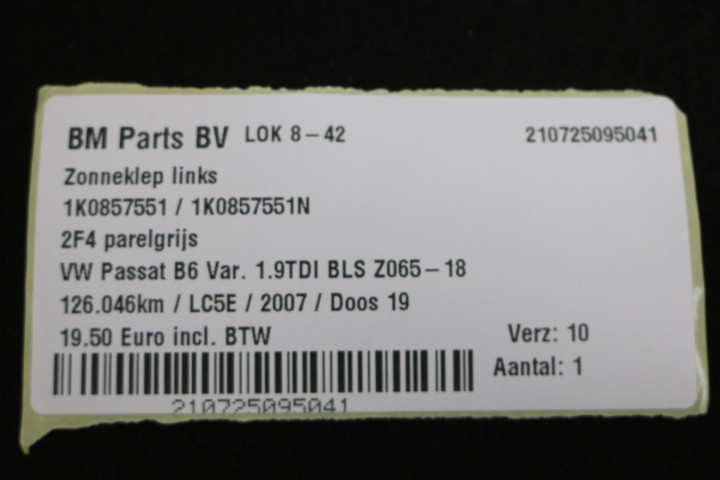 BM Parts BV LOK 8-42 210725095041
Zonneklep links
1K0857551 / 1K0857551N
2F4 parelgrijs
VW Passat B6 Var. 1.9TDI BLS Z065-18
126.046km / LC5E / 2007 / Doos 19
19.50 Euro incl. BTW Verz: 10
Aantal: 1
210725095041